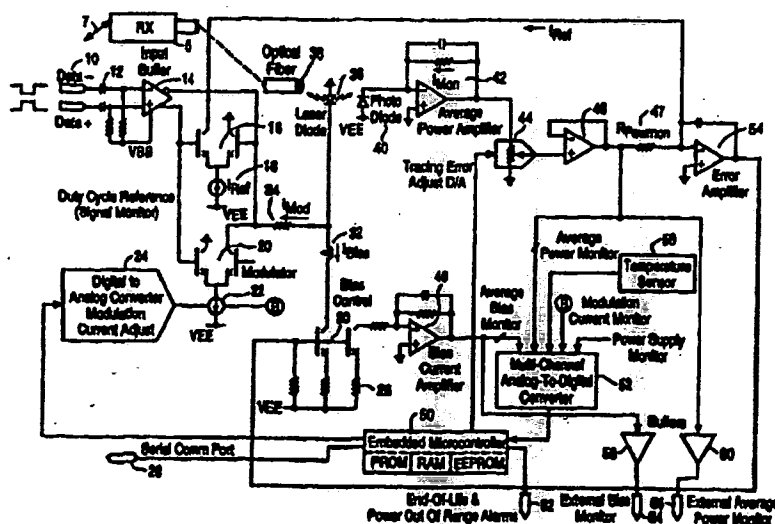 7
RX
6
Input
Buffer
14
10
Data -
12
Data +
VBB
16
IRef
18
VEE
Duty Cycle Reference
(Signal Monitor)
Optical
Fiber
38
36
Laser
Diode
IRef
IMon
42
Photo
Diode
VEE
40
Average
Power Amplifier
44
Tracing Error
Adjust D/A
46
47
54
Error
Amplifier
IMod
32
IBias
20
Modulator
24
Digital to
Analog Converter
Modulation
Current Adjust
22
B
VEE
Bias
Control
48
Bias
Current
Amplifier
Average
Bias
Monitor
Average
Power Monitor
Temperature
Sensor
B
Modulation
Current Monitor
Power Supply
Monitor
Multi-Channel
Analog-To-Digital
Converter
52
VEE
50
Embedded Microcontroller
PROM
RAM
EEPROM
Serial Comm Port
26
Buffers
58
60
End-Of-Life &
Power Out Of Range Alarms
62
External Bias
Monitor
64
External Average
Power Monitor